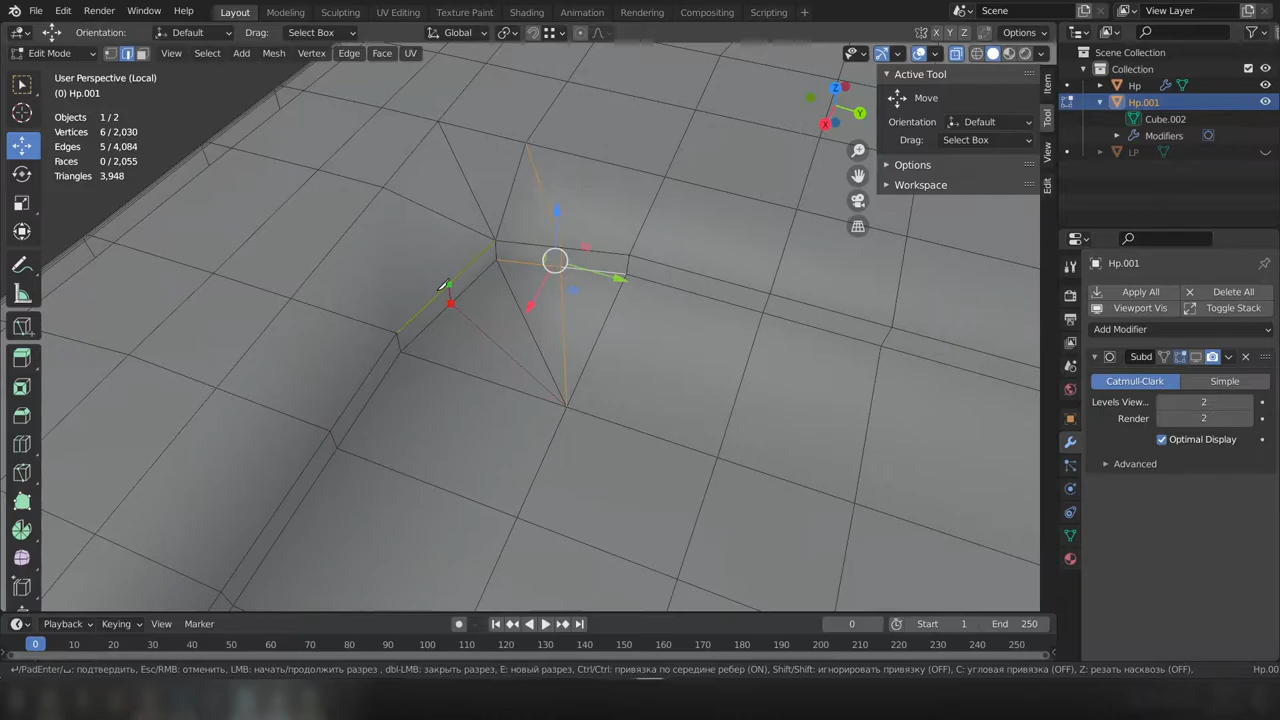 File Edit Render Window Help Layout Modeling Sculpting UV Editing Texture Paint Shading Animation Rendering Compositing Scripting + Scene View Layer
Orientation: Default Drag: Select Box Global X Y Z Options
Edit Mode View Select Add Mesh Vertex Edge Face UV
Scene Collection
Collection
Hp
Hp.001
Cube.002
Modifiers
LP
User Perspective (Local)
(0) Hp.001
Objects 1 / 2
Vertices 6 / 2,030
Edges 5 / 4,084
Faces 0 / 2,055
Triangles 3,948
Z
Y
X
Active Tool
Move
Orientation Default
Drag: Select Box
Options
Workspace
Item
Tool
View
Edit
Hp.001
Apply All Delete All
Viewport Vis Toggle Stack
Add Modifier
Subd
Catmull-Clark Simple
Levels View... 2
Render 2
Optimal Display
Advanced
Playback Keying View Marker 0 Start 1 End 250
0 10 20 30 40 50 60 70 80 90 100 110 120 130 140 150 160 170 180 190 200 210 220 230 240 250
подтвердить, Esc/RMB: отменить, LMB: начать/продолжить разрез , dbl-LMB: закрыть разрез, E: новый разрез, Ctrl/Ctrl: привязка по середине ребер (ON), Shift/Shift: игнорировать привязку (OFF), C: угловая привязка (OFF), Z: резать насквозь (OFF), Hp.00